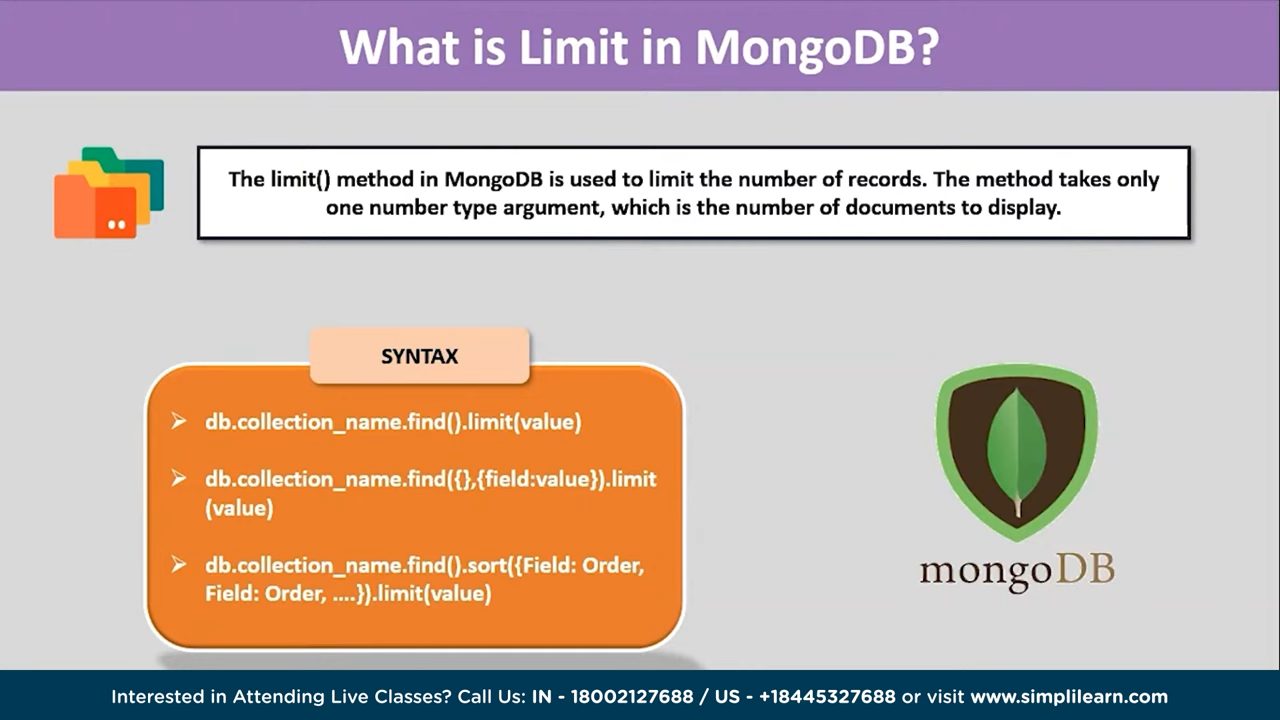 What is Limit in MongoDB?
The limit() method in MongoDB is used to limit the number of records. The method takes only
one number type argument, which is the number of documents to display.
SYNTAX
db.collection_name.find().limit(value)
db.collection_name.find({},{field:value}).limit
(value)
db.collection_name.find().sort({Field: Order,
Field: Order, ....}).limit(value)
mongoDB
Interested in Attending Live Classes? Call Us: IN - 18002127688 / US - +18445327688 or visit www.simplilearn.com